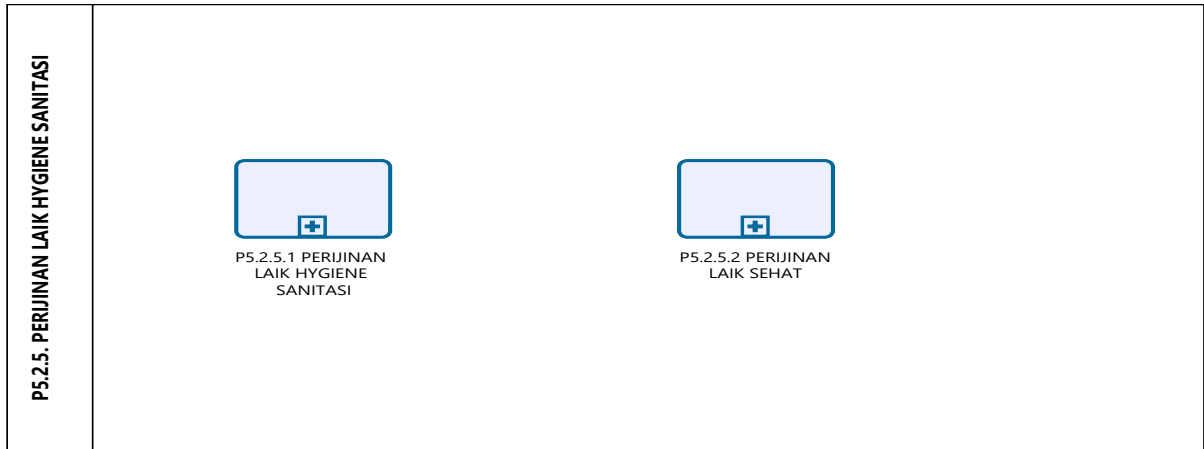 P5.2.5. PERIJINAN LAIK HYGIENE SANITASI
P5.2.5.1 PERIJINAN
LAIK HYGIENE
SANITASI
P5.2.5.2 PERIJINAN
LAIK SEHAT